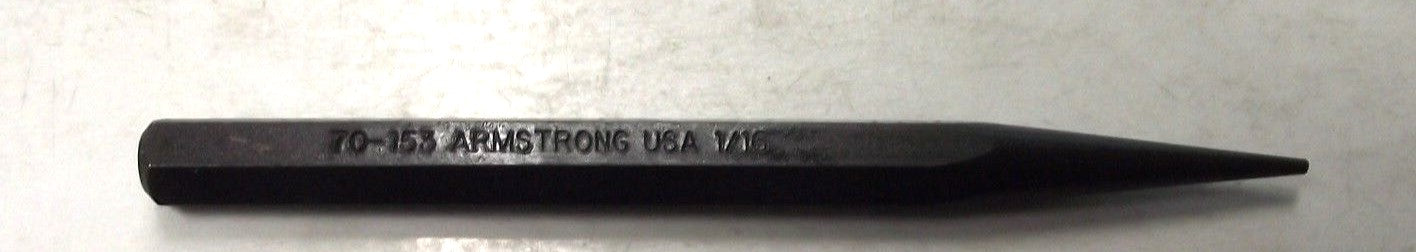 70-153 ARMSTRONG USA 1/16